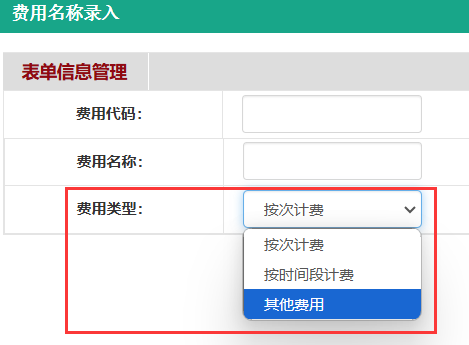 费用名称录入
表单信息管理
费用代码：
费用名称：
费用类型：
按次计费
按次计费
按时间段计费
其他费用